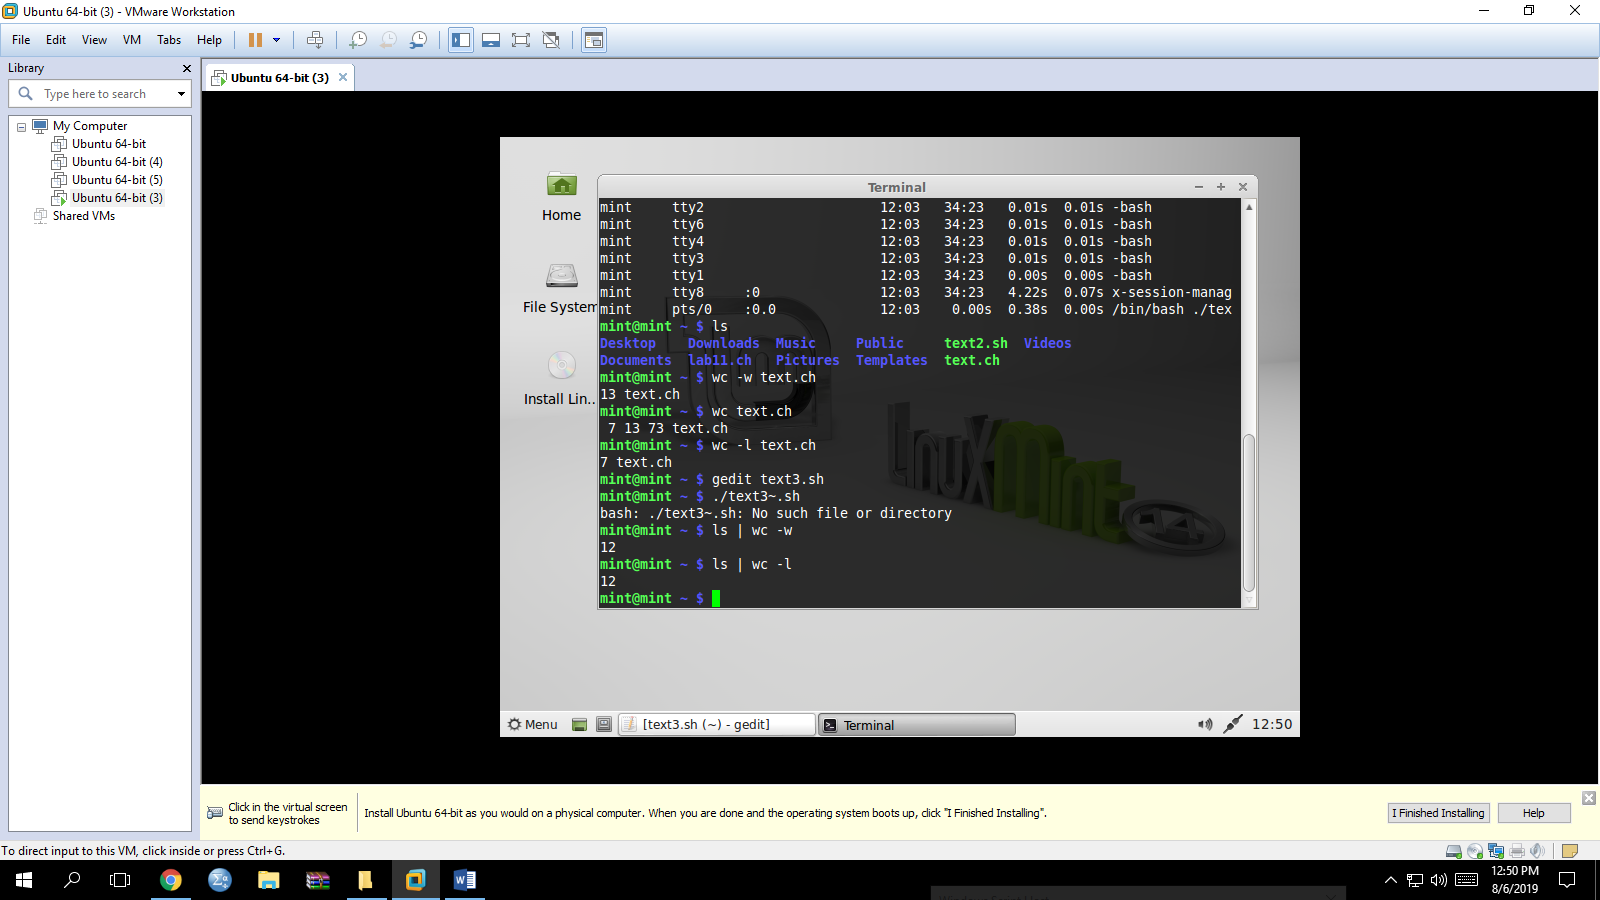 Ubuntu 64-bit (3) - VMware Workstation
File Edit View VM Tabs Help
Library
Type here to search
My Computer
Ubuntu 64-bit
Ubuntu 64-bit (4)
Ubuntu 64-bit (5)
Ubuntu 64-bit (3)
Shared VMs
Ubuntu 64-bit (3)
Home
File System
Install Lin...
Terminal
mint tty2 12:03 34:23 0.01s 0.01s -bash
mint tty6 12:03 34:23 0.01s 0.01s -bash
mint tty4 12:03 34:23 0.01s 0.01s -bash
mint tty3 12:03 34:23 0.01s 0.01s -bash
mint tty1 12:03 34:23 0.00s 0.00s -bash
mint tty8 :0 12:03 34:23 4.22s 0.07s x-session-manag
mint pts/0 :0.0 12:03 0.00s 0.38s 0.00s /bin/bash ./tex
mint@mint ~ $ ls
Desktop Downloads Music Public text2.sh Videos
Documents lab11.ch Pictures Templates text.ch
mint@mint ~ $ wc -w text.ch
13 text.ch
mint@mint ~ $ wc text.ch
7 13 73 text.ch
mint@mint ~ $ wc -l text.ch
7 text.ch
mint@mint ~ $ gedit text3.sh
mint@mint ~ $ ./text3~.sh
bash: ./text3~.sh: No such file or directory
mint@mint ~ $ ls | wc -w
12
mint@mint ~ $ ls | wc -l
12
mint@mint ~ $
LinuxMint
14
Menu [text3.sh (~) - gedit] Terminal 12:50
Click in the virtual screen
to send keystrokes
Install Ubuntu 64-bit as you would on a physical computer. When you are done and the operating system boots up, click "I Finished Installing".
I Finished Installing Help
To direct input to this VM, click inside or press Ctrl+G.
12:50 PM
8/6/2019